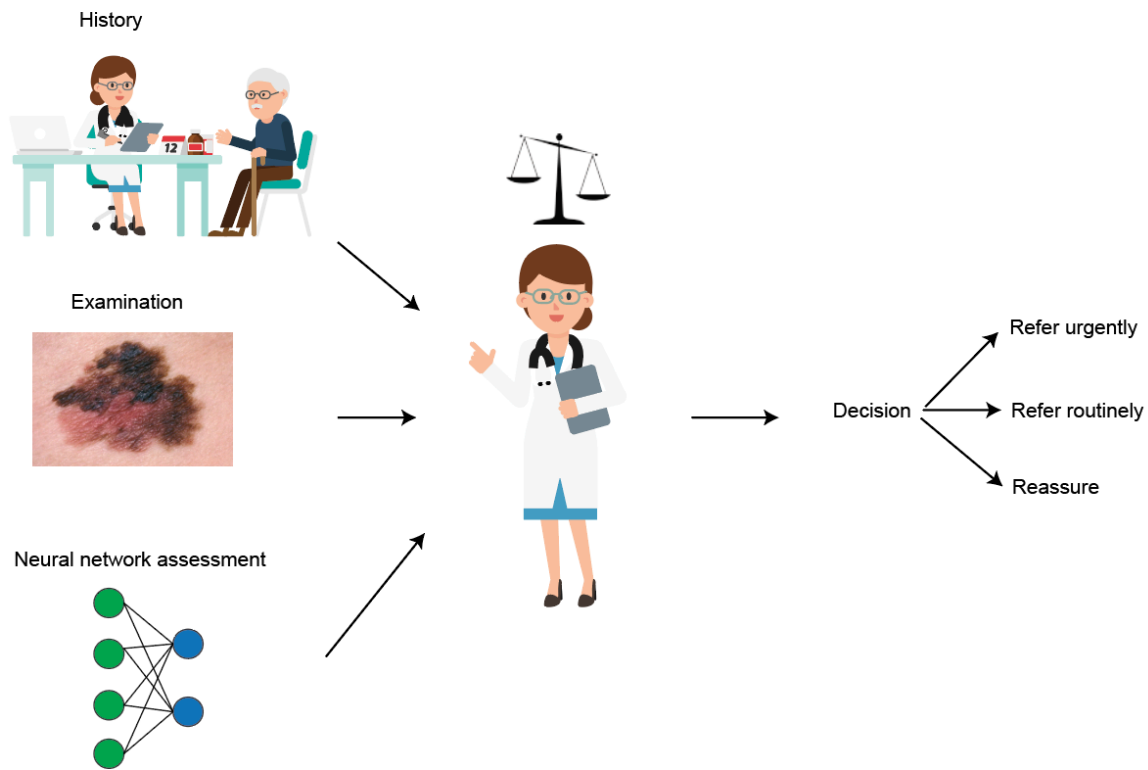 History
12
Examination
Neural network assessment
Decision
Refer urgently
Refer routinely
Reassure